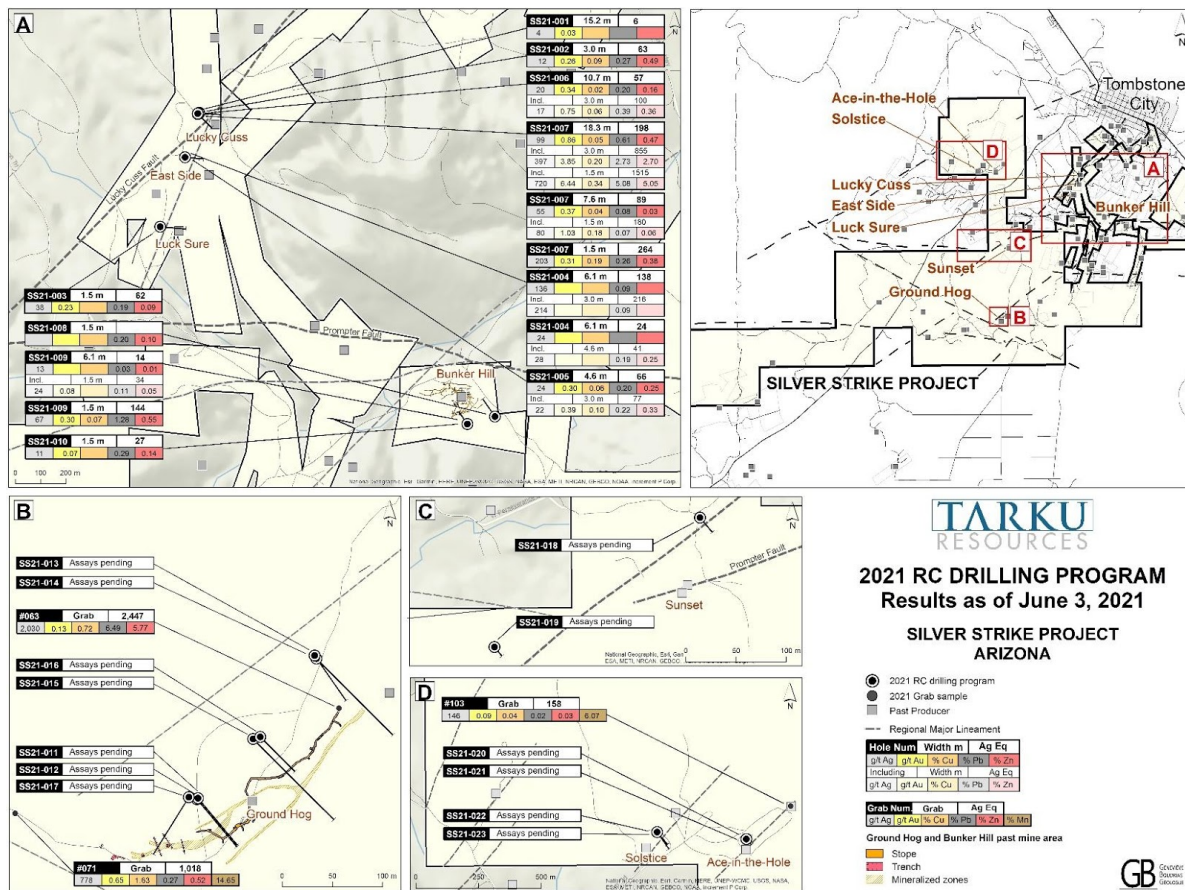 A
SS21-001 15.2 m 6
4 0.03
SS21-002 3.0 m 63
12 0.26 0.09 0.27 0.49
SS21-006 10.7 m 57
20 0.34 0.02 0.20 0.16
Incl. 3.0 m 100
17 0.75 0.06 0.39 0.36
SS21-007 18.3 m 198
99 0.86 0.05 0.61 0.47
Incl. 3.0 m 855
397 3.85 0.20 2.73 2.70
Incl. 1.5 m 1515
720 6.44 0.34 5.08 5.05
SS21-007 7.6 m 89
55 0.37 0.04 0.08 0.03
Incl. 1.5 m 180
80 1.03 0.18 0.07 0.06
SS21-007 1.5 m 264
203 0.31 0.19 0.26 0.38
SS21-004 6.1 m 138
136 0.09
Incl. 3.0 m 216
214 0.09
SS21-004 6.1 m 24
24
Incl. 4.6 m 41
28 0.19 0.25
SS21-005 4.6 m 66
24 0.30 0.06 0.20 0.25
Incl. 3.0 m 77
22 0.39 0.10 0.22 0.33
Lucky Cuss
Lucky Cuss Fault
East Side
Luck Sure
SS21-003 1.5 m 62
38 0.23 0.19 0.09
SS21-008 1.5 m
0.20 0.10
SS21-009 6.1 m 14
13 0.03 0.01
Incl. 1.5 m 34
24 0.08 0.11 0.05
SS21-009 1.5 m 144
67 0.30 0.07 1.28 0.55
SS21-010 1.5 m 27
11 0.07 0.29 0.14
Prompter Fault
Bunker Hill
0 100 200 m
N
Tombstone City
Ace-in-the-Hole
Solstice
D
A
Lucky Cuss
East Side
Luck Sure
Bunker Hill
C
Sunset
Ground Hog
B
SILVER STRIKE PROJECT
N
B
SS21-013 Assays pending
SS21-014 Assays pending
#063 Grab 2,447
2,030 0.13 0.72 6.49 5.77
SS21-016 Assays pending
SS21-015 Assays pending
SS21-011 Assays pending
SS21-012 Assays pending
SS21-017 Assays pending
Ground Hog
#071 Grab 1,018
778 0.65 1.63 0.27 0.52 14.65
0 50 100 m
N
C
SS21-018 Assays pending
Prompter Fault
Sunset
SS21-019 Assays pending
National Geographic, Esri, Gar
ESA, METI, NRCAN, GEBCO,
0 50 100 m
N
D
#103 Grab 158
146 0.09 0.04 0.02 0.03 6.07
SS21-020 Assays pending
SS21-021 Assays pending
SS21-022 Assays pending
SS21-023 Assays pending
Solstice
Ace-in-the-Hole
0 250 500 m
N
TARKU
RESOURCES
2021 RC DRILLING PROGRAM
Results as of June 3, 2021
SILVER STRIKE PROJECT
ARIZONA
2021 RC drilling program
2021 Grab sample
Past Producer
Regional Major Lineament
Hole Num Width m Ag Eq
g/t Ag g/t Au % Cu % Pb % Zn
Including Width m Ag Eq
g/t Ag g/t Au % Cu % Pb % Zn
Grab Num. Grab Ag Eq
g/t Ag g/t Au % Cu % Pb % Zn % Mn
Ground Hog and Bunker Hill past mine area
Stope
Trench
Mineralized zones
GB